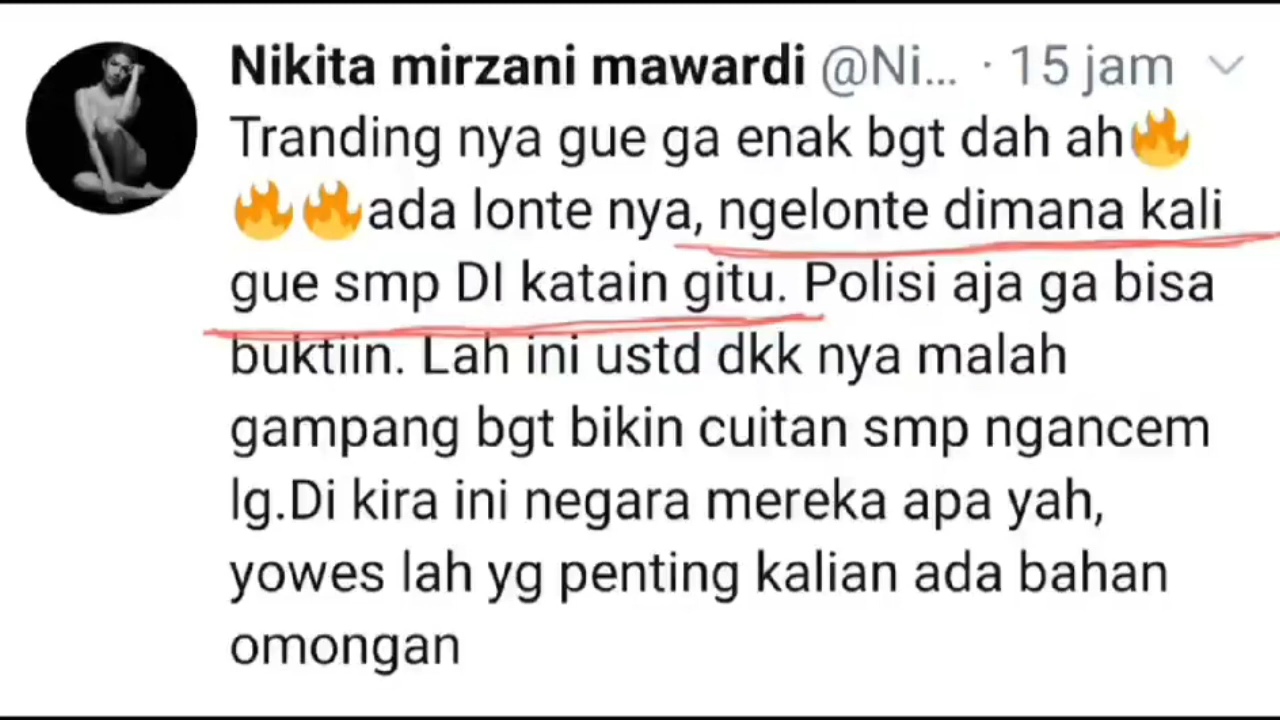 Nikita mirzani mawardi @Ni... · 15 jam
Tranding nya gue ga enak bgt dah ah🔥
🔥🔥ada lonte nya, ngelonte dimana kali
gue smp DI katain gitu. Polisi aja ga bisa
buktiin. Lah ini ustd dkk nya malah
gampang bgt bikin cuitan smp ngancem
lg.Di kira ini negara mereka apa yah,
yowes lah yg penting kalian ada bahan
omongan